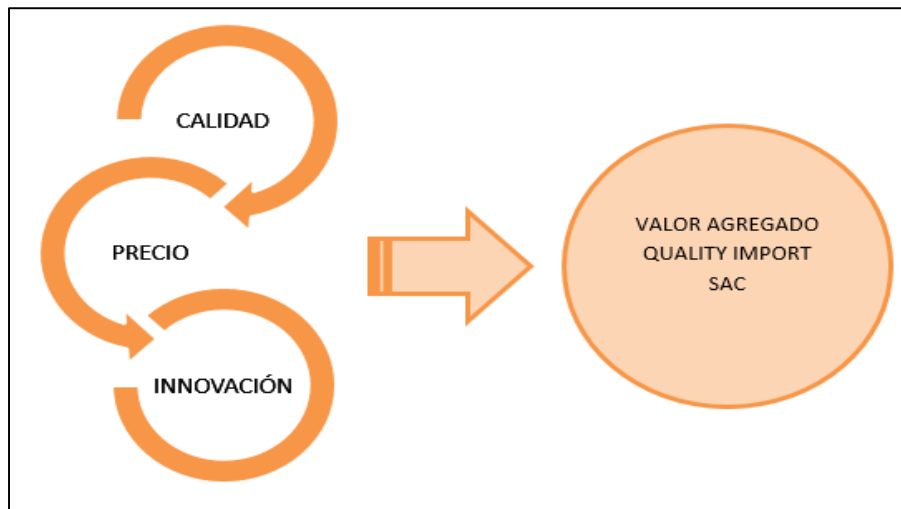 CALIDAD
PRECIO
INNOVACIÓN
VALOR AGREGADO
QUALITY IMPORT
SAC